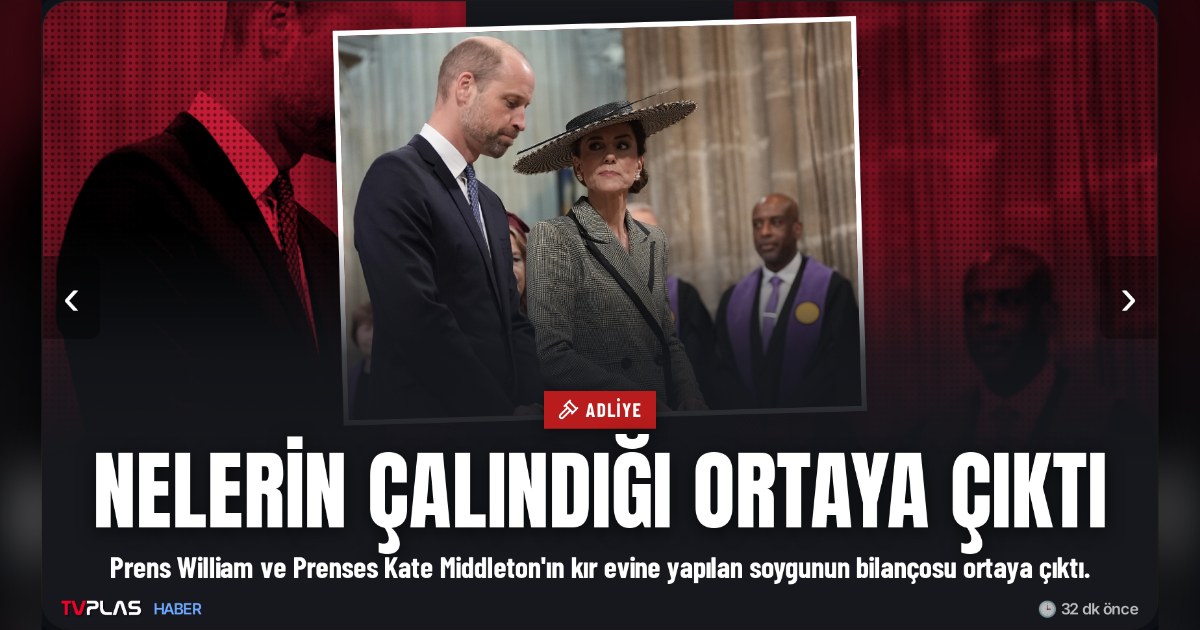 ADLİYE
NELERİN ÇALINDIĞI ORTAYA ÇIKTI
Prens William ve Prenses Kate Middleton'ın kır evine yapılan soygunun bilançosu ortaya çıktı.
TVPLAS HABER
32 dk önce